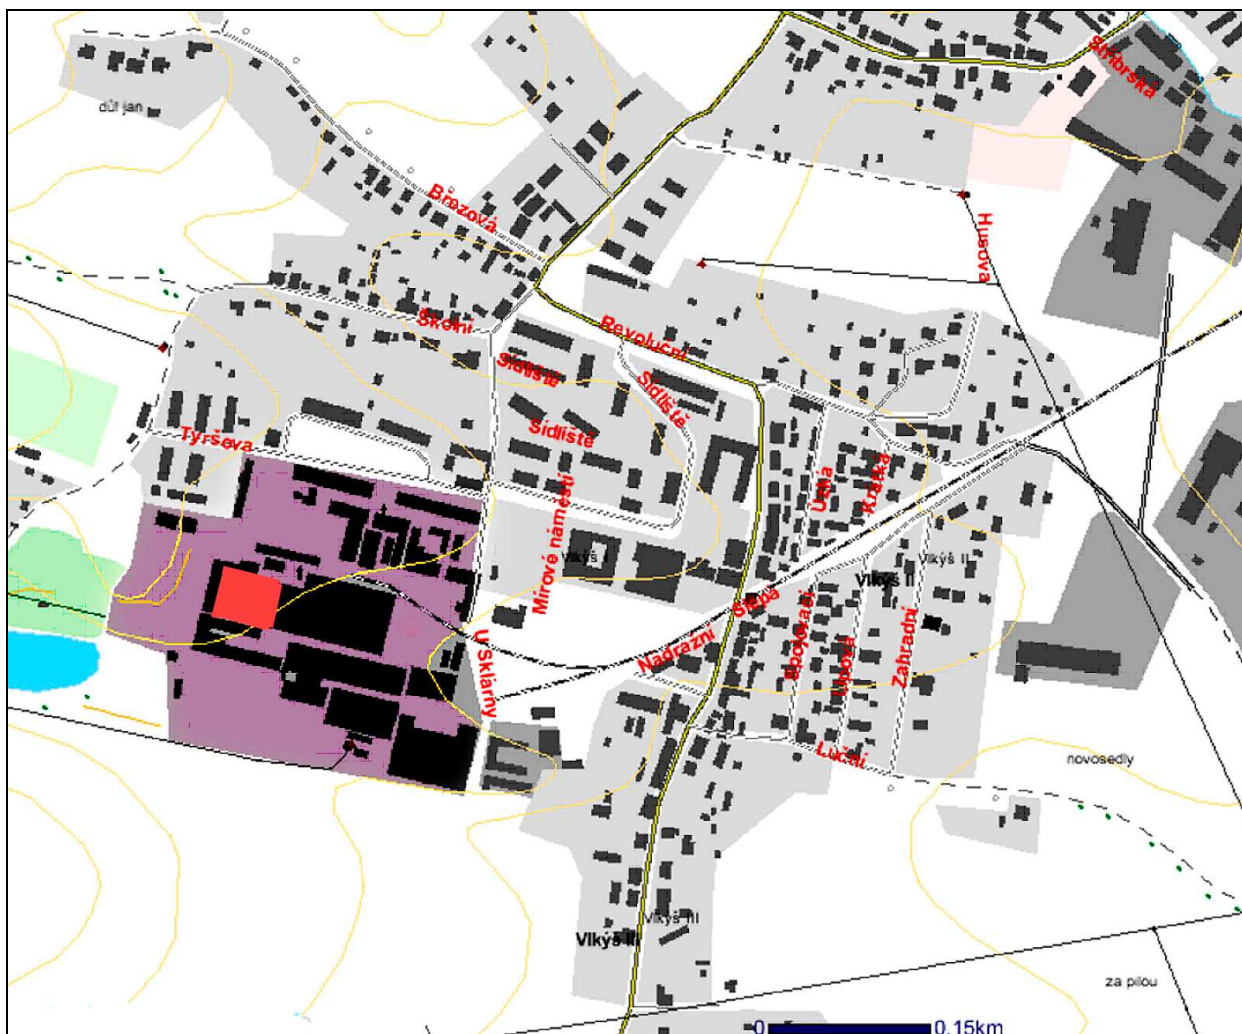 Stříbrská
důl jan
Březová
Husova
Školní
Revoluční
Sídliště
Sídliště
Sídliště
Tyršova
Úzká
Krátká
Mírové náměstí
Vlkýš I
Vlkýš II
Vlkýš II
Slepá
Spojovací
Nádražní
U Sklárny
Lipová
Zahradní
Luční
novosedly
Vlkýš III
Vlkýš III
za pilou
0
0.15km